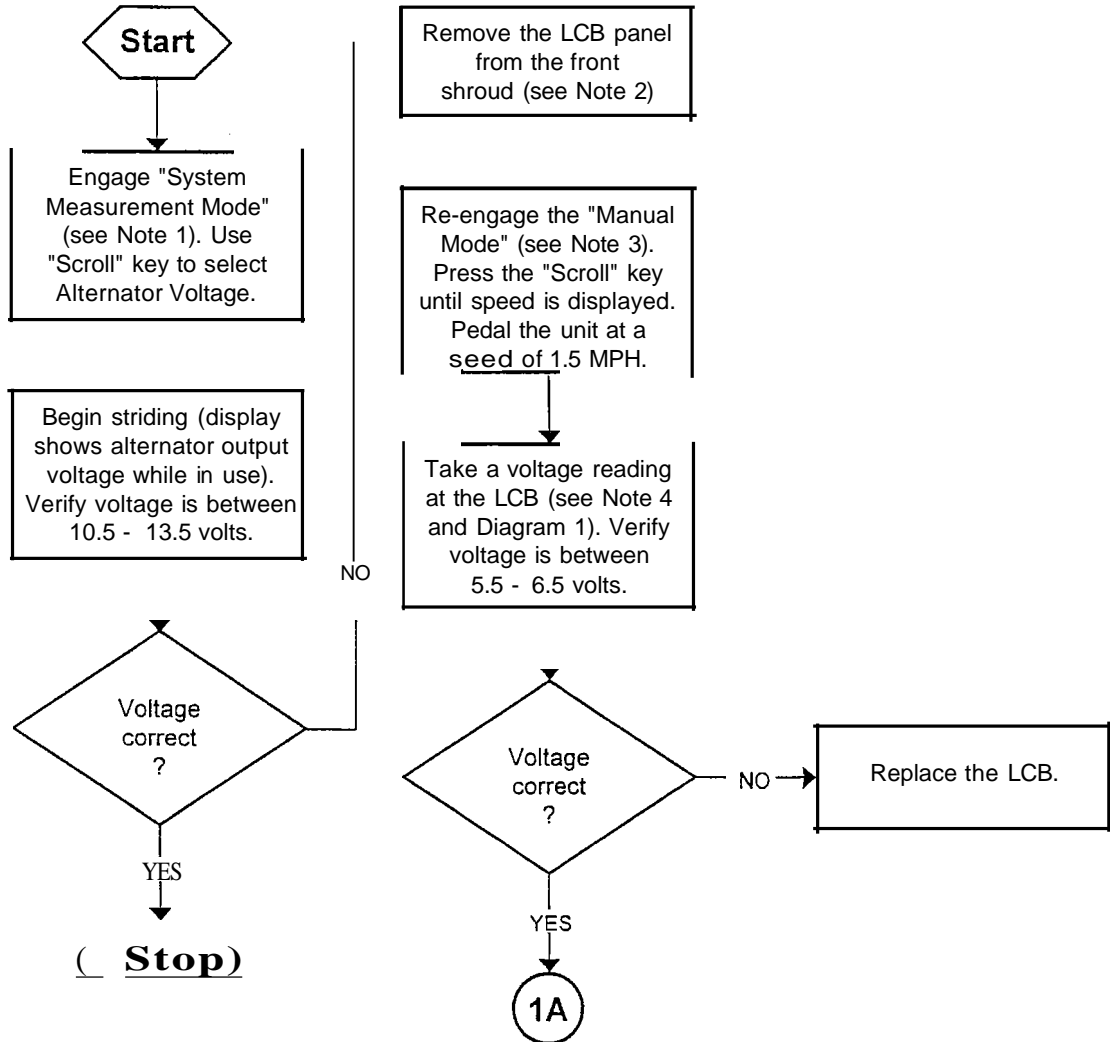 Start
Engage "System
Measurement Mode"
(see Note 1). Use
"Scroll" key to select
Alternator Voltage.
Begin striding (display
shows alternator output
voltage while in use).
Verify voltage is between
10.5 - 13.5 volts.
Voltage
correct
?
NO
YES
( Stop)
Remove the LCB panel
from the front
shroud (see Note 2)
Re-engage the "Manual
Mode" (see Note 3).
Press the "Scroll" key
until speed is displayed.
Pedal the unit at a
seed of 1.5 MPH.
Take a voltage reading
at the LCB (see Note 4
and Diagram 1). Verify
voltage is between
5.5 - 6.5 volts.
Voltage
correct
?
NO
Replace the LCB.
YES
1A